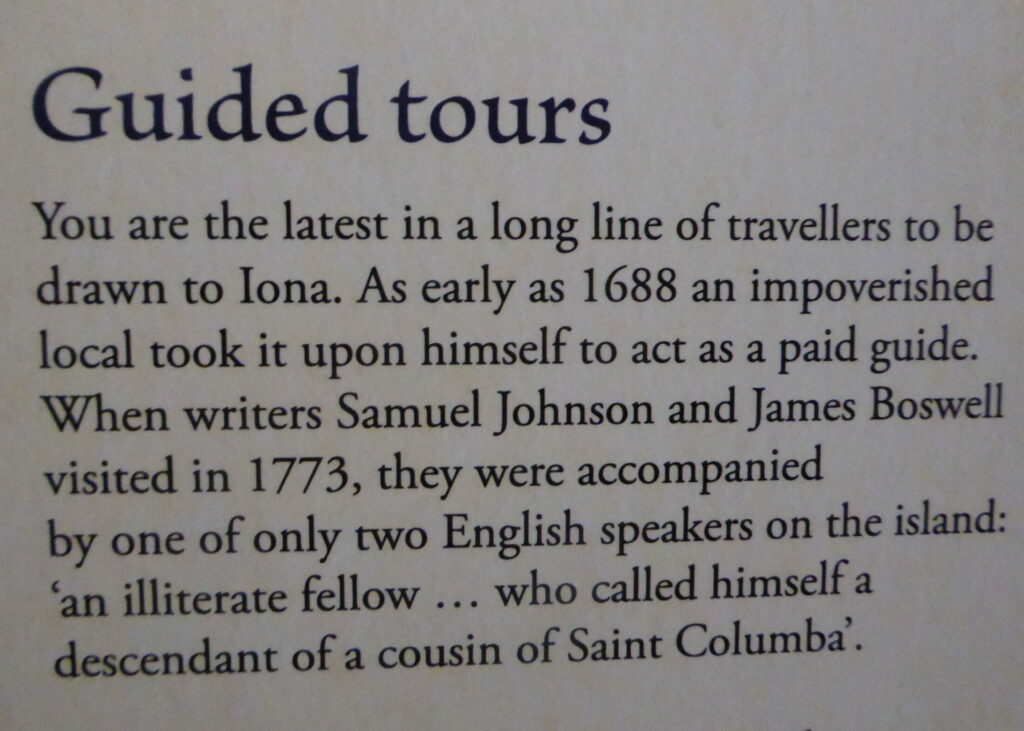 Guided tours
You are the latest in a long line of travellers to be
drawn to Iona. As early as 1688 an impoverished
local took it upon himself to act as a paid guide.
When writers Samuel Johnson and James Boswell
visited in 1773, they were accompanied
by one of only two English speakers on the island:
‘an illiterate fellow … who called himself a
descendant of a cousin of Saint Columba’.